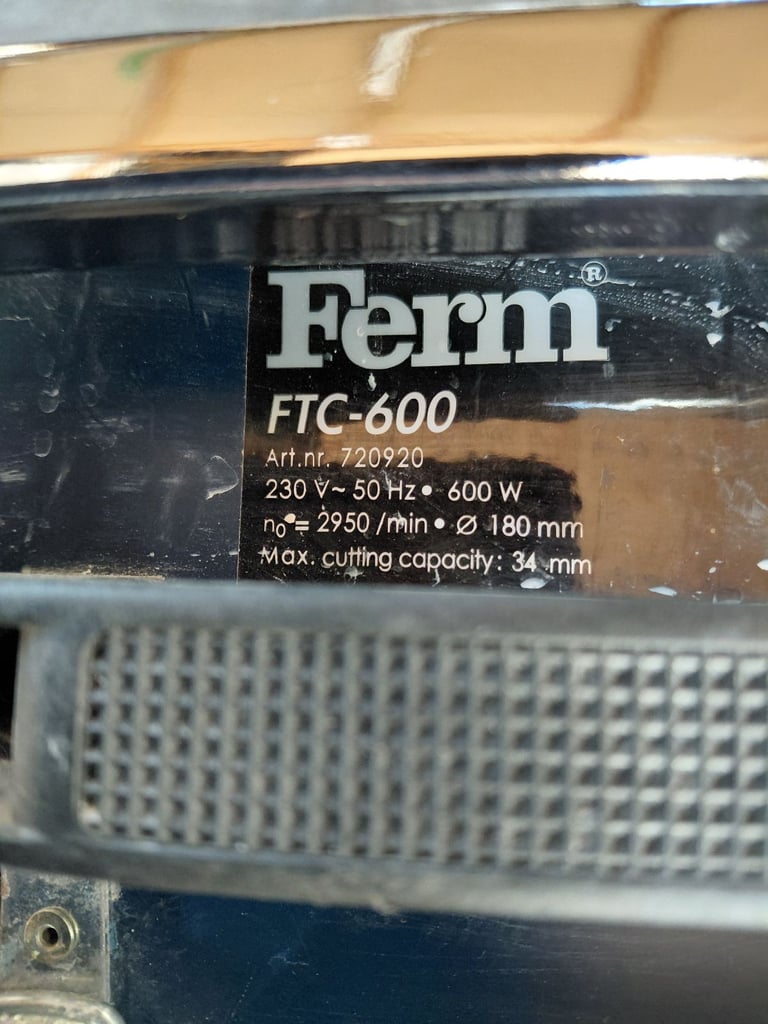 Ferm®
FTC-600
Art.nr. 720920
230 V~ 50 Hz • 600 W
n₀ = 2950 /min • Ø 180 mm
Max. cutting capacity: 34 mm